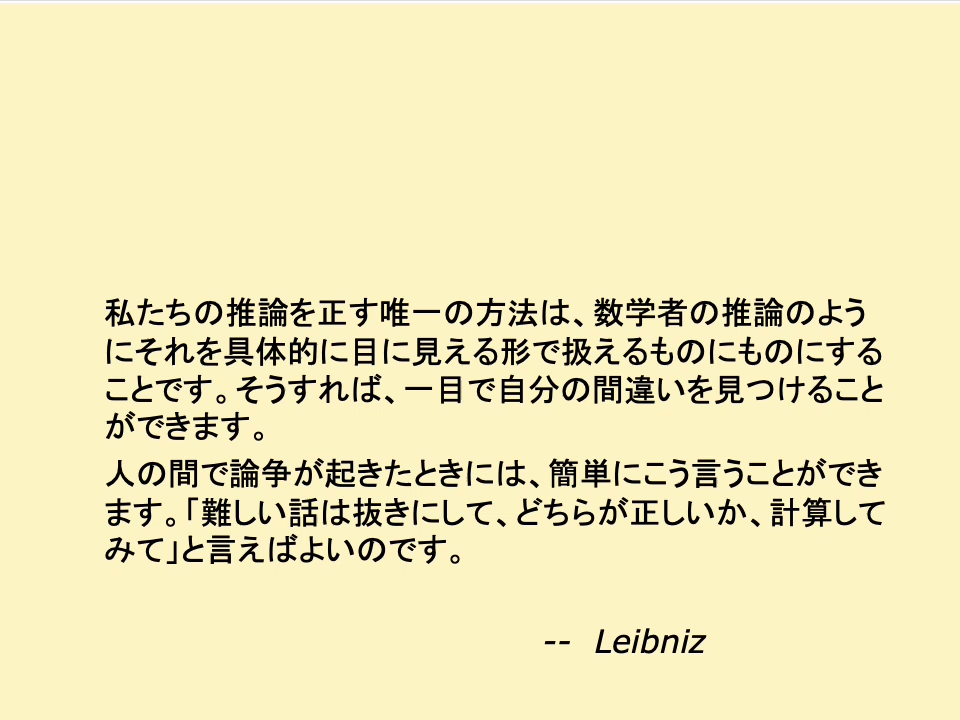 私たちの推論を正す唯一の方法は、数学者の推論のよう
にそれを具体的に目に見える形で扱えるものにものにする
ことです。そうすれば、一目で自分の間違いを見つけること
ができます。
人の間で論争が起きたときには、簡単にこう言うことができ
ます。「難しい話は抜きにして、どちらが正しいか、計算して
みて」と言えばよいのです。
-- Leibniz